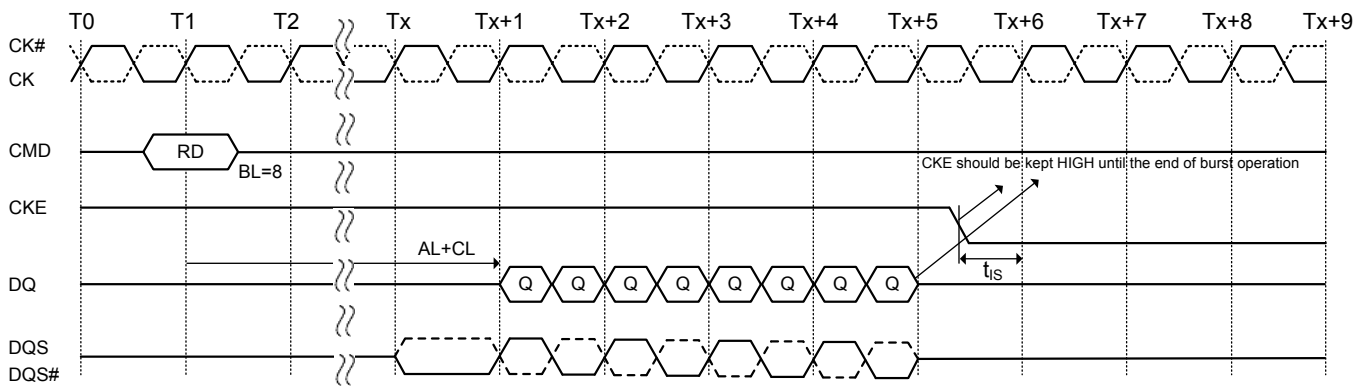 T0 T1 T2 Tx Tx+1 Tx+2 Tx+3 Tx+4 Tx+5 Tx+6 Tx+7 Tx+8 Tx+9
CK#
CK
CMD RD
BL=8
CKE should be kept HIGH until the end of burst operation
CKE
AL+CL
tIS
DQ Q Q Q Q Q Q Q Q
DQS
DQS#